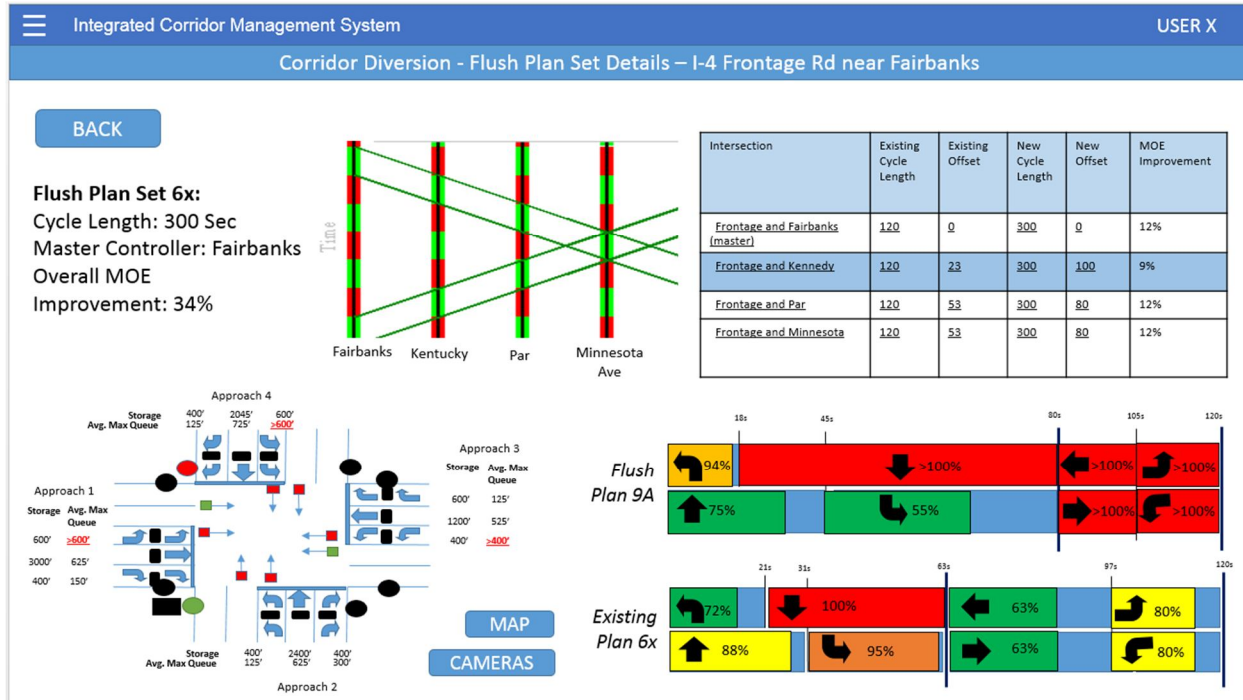 Integrated Corridor Management System
USER X
Corridor Diversion - Flush Plan Set Details – I-4 Frontage Rd near Fairbanks
BACK
Flush Plan Set 6x:
Cycle Length: 300 Sec
Master Controller: Fairbanks
Overall MOE
Improvement: 34%
Time
Fairbanks Kentucky Par Minnesota
Ave
Intersection Existing Cycle Length Existing Offset New Cycle Length New Offset MOE Improvement
Frontage and Fairbanks (master) 120 0 300 0 12%
Frontage and Kennedy 120 23 300 100 9%
Frontage and Par 120 53 300 80 12%
Frontage and Minnesota 120 53 300 80 12%
Approach 4
Storage 400' 2045' 600'
Avg. Max Queue 125' 725' >600'
Approach 1
Storage Avg. Max Queue
600' >600'
3000' 625'
400' 150'
Approach 3
Storage Avg. Max Queue
600' 125'
1200' 525'
400' >400'
Storage 400' 2400' 400'
Avg. Max Queue 125' 625' 300'
Approach 2
MAP
CAMERAS
18s 45s 80s 105s 120s
Flush
Plan 9A
94% >100% >100% >100%
75% 55% >100% >100%
21s 31s 63s 97s 120s
Existing
Plan 6x
72% 100% 63% 80%
88% 95% 63% 80%